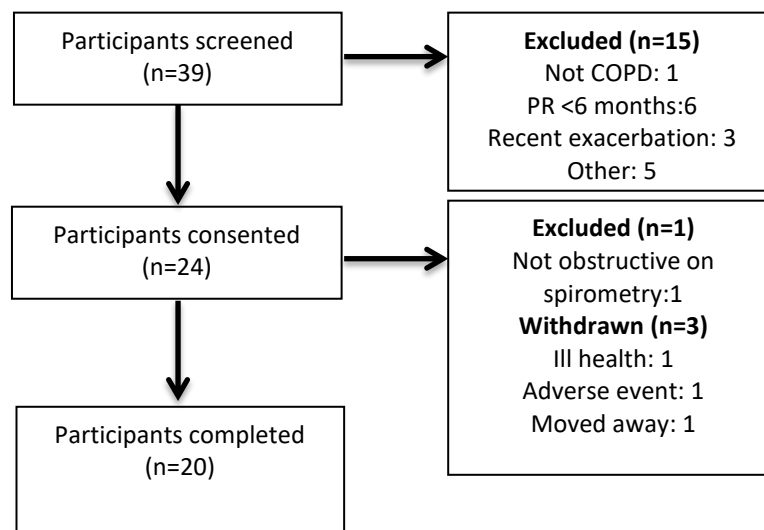 Participants screened
(n=39)
Excluded (n=15)
Not COPD: 1
PR <6 months:6
Recent exacerbation: 3
Other: 5
Participants consented
(n=24)
Excluded (n=1)
Not obstructive on
spirometry:1
Withdrawn (n=3)
Ill health: 1
Adverse event: 1
Moved away: 1
Participants completed
(n=20)